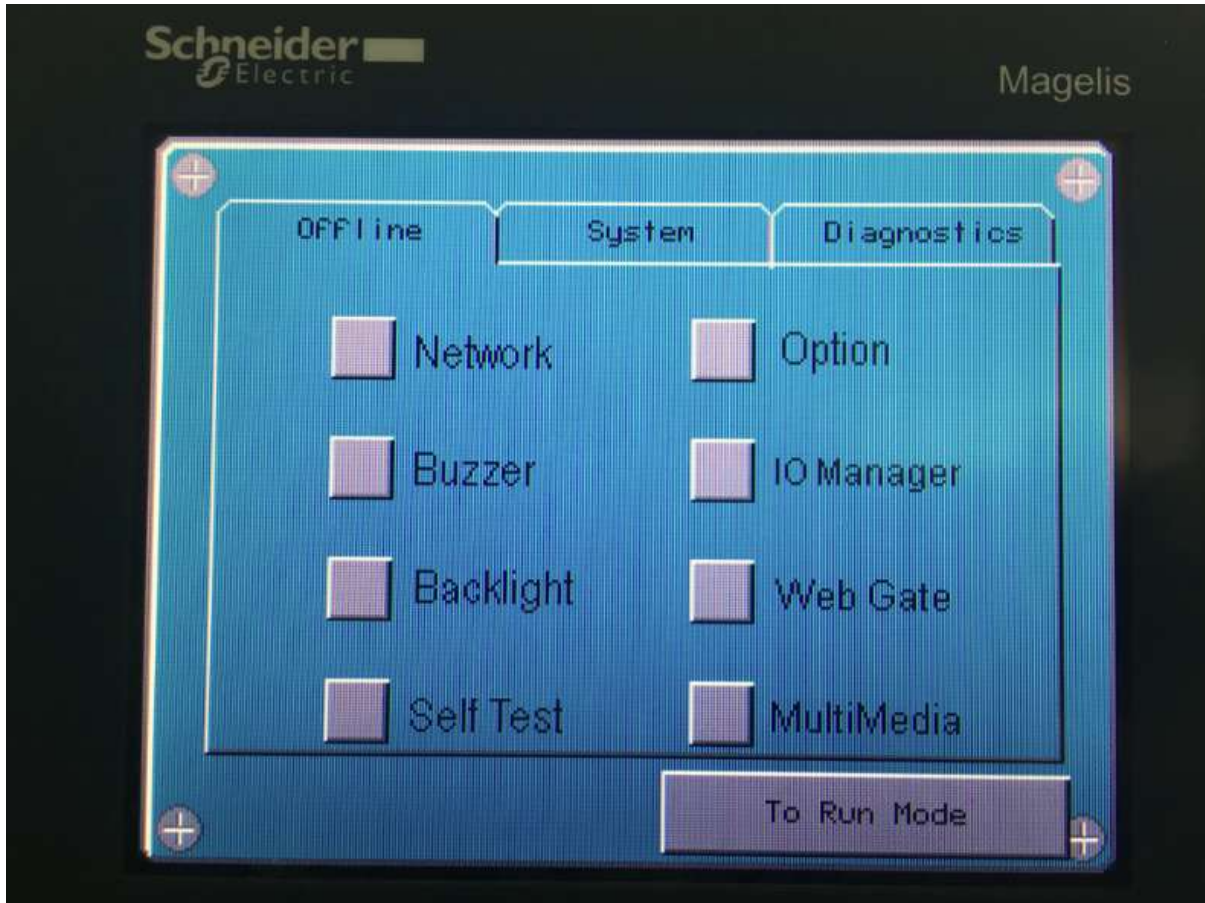 Schneider
Electric
Magelis
Offline System Diagnostics
Network Option
Buzzer IO Manager
Backlight Web Gate
Self Test MultiMedia
To Run Mode